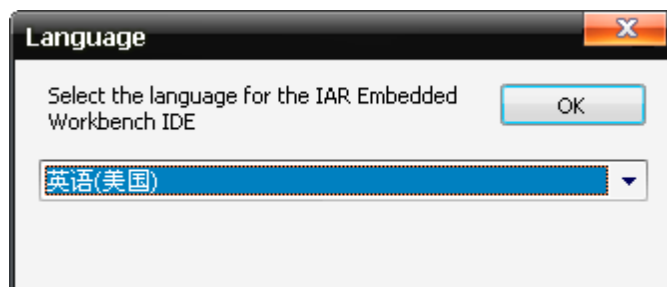 Language
Select the language for the IAR Embedded
Workbench IDE
OK
英语(美国)